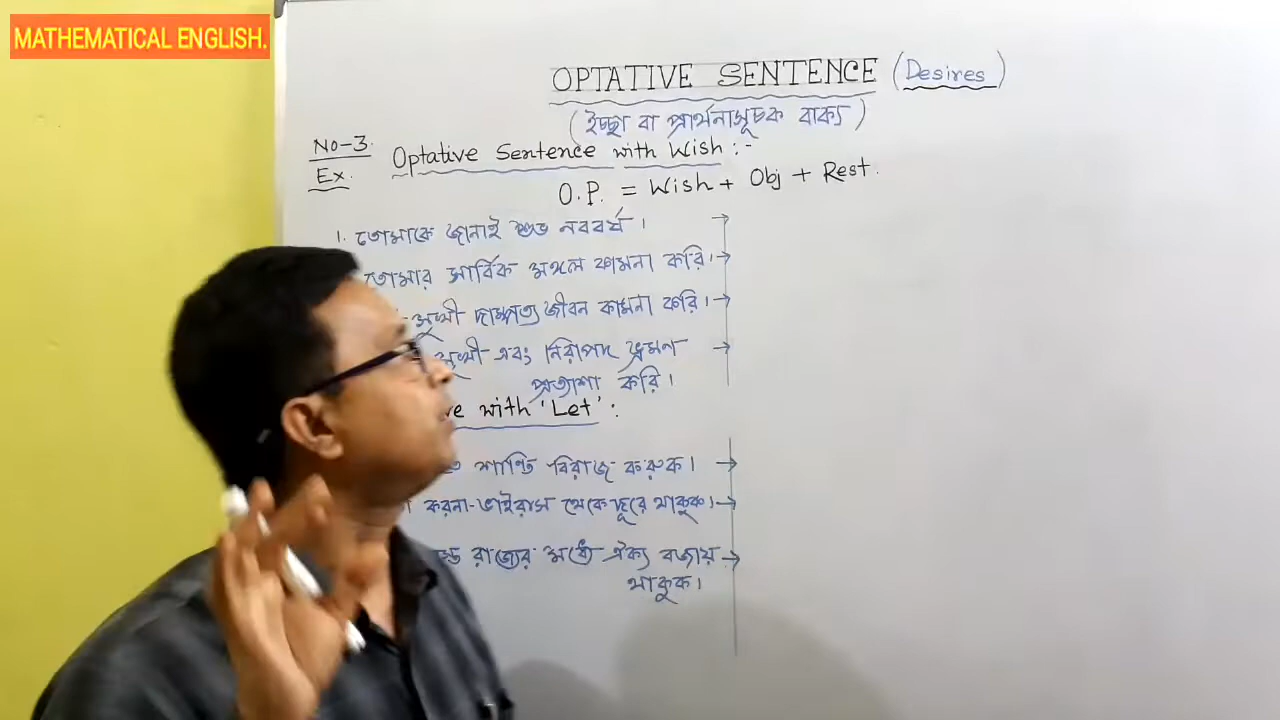 MATHEMATICAL ENGLISH.
OPTATIVE SENTENCE (Desires)
(ইচ্ছা বা প্রার্থনাসূচক বাক্য)
No-3. Optative Sentence with Wish :-
Ex.
O.P. = Wish + Obj + Rest.
1. তোমাকে জানাই শুভ নববর্ষ। →
তোমার সার্বিক মঙ্গল কামনা করি। →
সুখী দাম্পত্য জীবন কামনা করি। →
সুখী এবং নিরাপদ ভ্রমণ →
প্রত্যাশা করি।
with 'Let' :
শান্তি বিরাজ করুক। →
করনা-ভাইরাস থেকে দূরে থাকুক। →
রাজ্যের মধ্যে ঐক্য বজায় →
থাকুক।